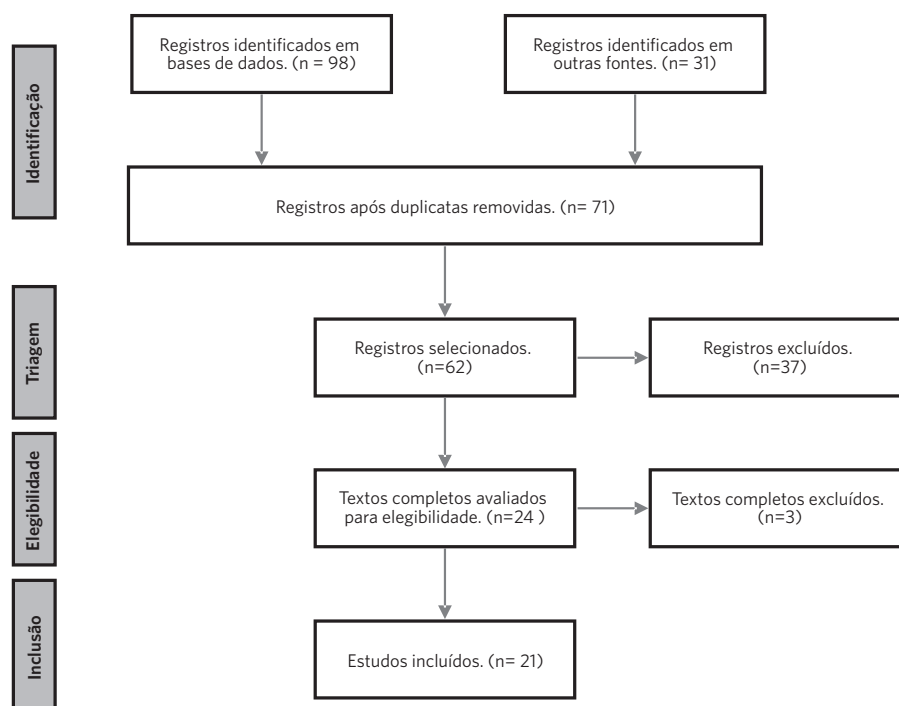 Identificação
Registros identificados em
bases de dados. (n = 98)
Registros identificados em
outras fontes. (n= 31)
Registros após duplicatas removidas. (n= 71)
Triagem
Registros selecionados.
(n=62)
Registros excluídos.
(n=37)
Elegibilidade
Textos completos avaliados
para elegibilidade. (n=24 )
Textos completos excluídos.
(n=3)
Inclusão
Estudos incluídos. (n= 21)